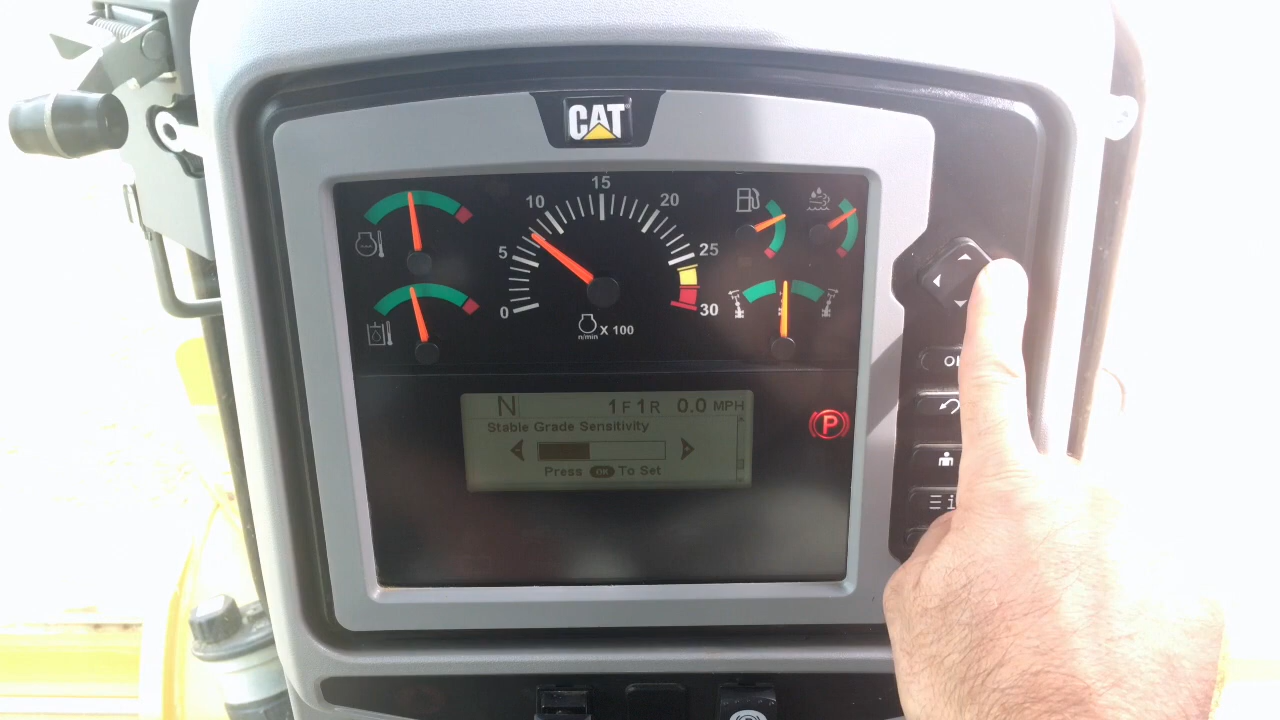 CAT
15
10
20
5
25
0
30
n/min X 100
N 1F1R 0.0 MPH
Stable Grade Sensitivity
Press OK To Set
P
i